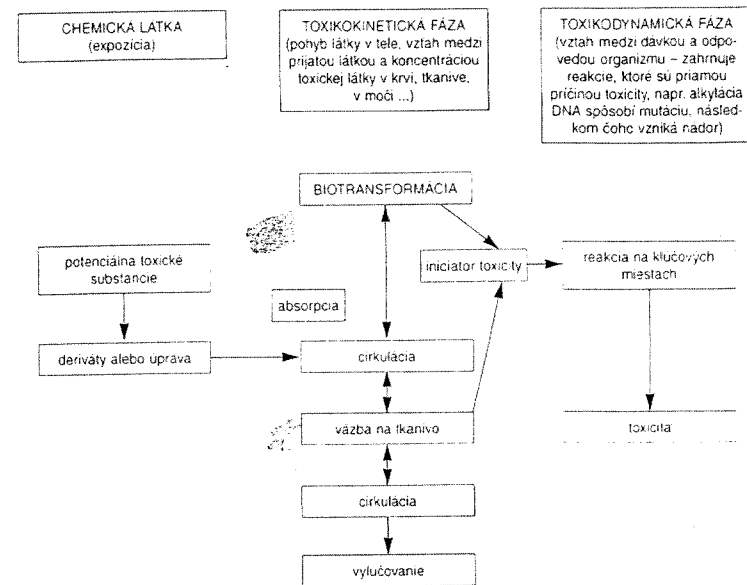 CHEMICKÁ LÁTKA
(expozícia)
TOXIKOKINETICKÁ FÁZA
(pohyb látky v tele, vzťah medzi
prijatou látkou a koncentráciou
toxickej látky v krvi, tkanive,
v moči ...)
TOXIKODYNAMICKÁ FÁZA
(vzťah medzi dávkou a odpo-
vedou organizmu – zahrnuje
reakcie, ktoré sú priamou
príčinou toxicity, napr. alkylácia
DNA spôsobí mutáciu, násled-
kom čoho vzniká nádor)
BIOTRANSFORMÁCIA
potenciálna toxické
substancie
iniciátor toxicity
reakcia na kľúčových
miestach
absorpcia
deriváty alebo úprava
cirkulácia
väzba na tkanivo
toxicita
cirkulácia
vylučovanie